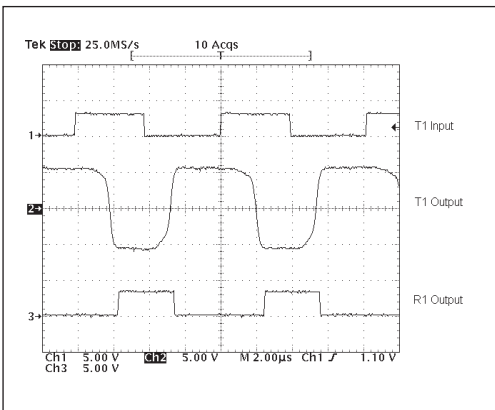 Tek Stop: 25.0MS/s 10 Acqs
[ T ]
1→
T1 Input
2→
T1 Output
3→
R1 Output
Ch1 5.00 V Ch2 5.00 V M 2.00µs Ch1 ƒ 1.10 V
Ch3 5.00 V